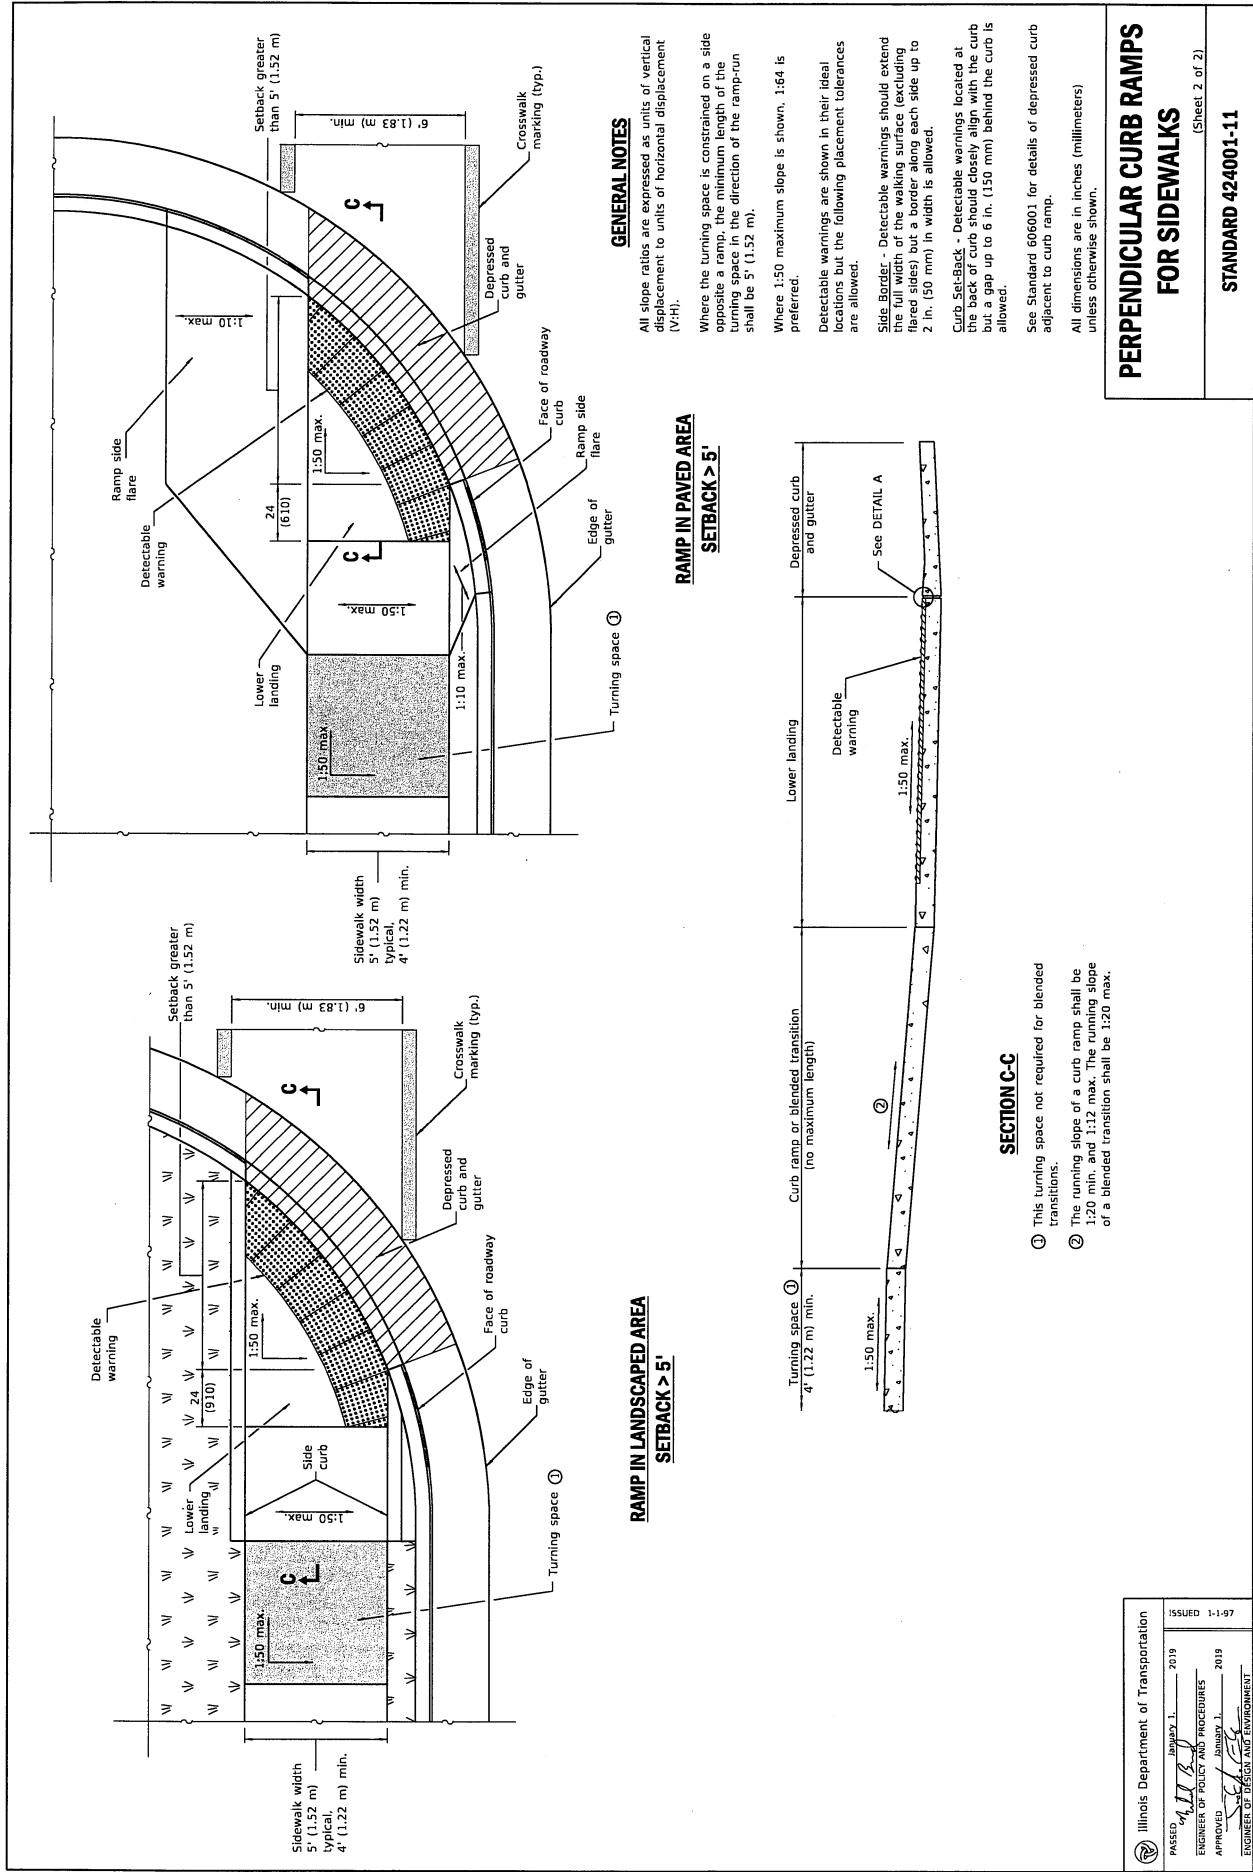 Sidewalk width
5' (1.52 m)
typical,
4' (1.22 m) min.
Detectable
warning
Lower
landing
1:50 max.
24
(910)
Side
curb
1:50 max.
1:50 max.
C
C
Setback greater
than 5' (1.52 m)
6' (1.83 m) min.
Crosswalk
marking (typ.)
Depressed
curb and
gutter
Face of roadway
curb
Edge of
gutter
Turning space ①
RAMP IN LANDSCAPED AREA
SETBACK > 5'
Sidewalk width
5' (1.52 m)
typical,
4' (1.22 m) min.
Ramp side
flare
Detectable
warning
Lower
landing
1:10 max.
24
(610)
1:50 max.
1:50 max.
1:50 max.
C
C
Setback greater
than 5' (1.52 m)
6' (1.83 m) min.
Crosswalk
marking (typ.)
Depressed
curb and
gutter
Face of roadway
curb
Ramp side
flare
Edge of
gutter
1:10 max.
Turning space ①
RAMP IN PAVED AREA
SETBACK > 5'
Turning space ①
4' (1.22 m) min.
Curb ramp or blended transition
(no maximum length)
Lower landing
Depressed curb
and gutter
1:50 max.
②
1:50 max.
Detectable
warning
See DETAIL A
SECTION C-C
① This turning space not required for blended
transitions.
② The running slope of a curb ramp shall be
1:20 min. and 1:12 max. The running slope
of a blended transition shall be 1:20 max.
GENERAL NOTES
All slope ratios are expressed as units of vertical
displacement to units of horizontal displacement
(V:H).
Where the turning space is constrained on a side
opposite a ramp, the minimum length of the
turning space in the direction of the ramp-run
shall be 5' (1.52 m).
Where 1:50 maximum slope is shown, 1:64 is
preferred.
Detectable warnings are shown in their ideal
locations but the following placement tolerances
are allowed.
Side Border - Detectable warnings should extend
the full width of the walking surface (excluding
flared sides) but a border along each side up to
2 in. (50 mm) in width is allowed.
Curb Set-Back - Detectable warnings located at
the back of curb should closely align with the curb
but a gap up to 6 in. (150 mm) behind the curb is
allowed.
See Standard 606001 for details of depressed curb
adjacent to curb ramp.
All dimensions are in inches (millimeters)
unless otherwise shown.
Illinois Department of Transportation
PASSED January 1, 2019
ENGINEER OF POLICY AND PROCEDURES
APPROVED January 1, 2019
ENGINEER OF DESIGN AND ENVIRONMENT
ISSUED 1-1-97
PERPENDICULAR CURB RAMPS
FOR SIDEWALKS
(Sheet 2 of 2)
STANDARD 424001-11